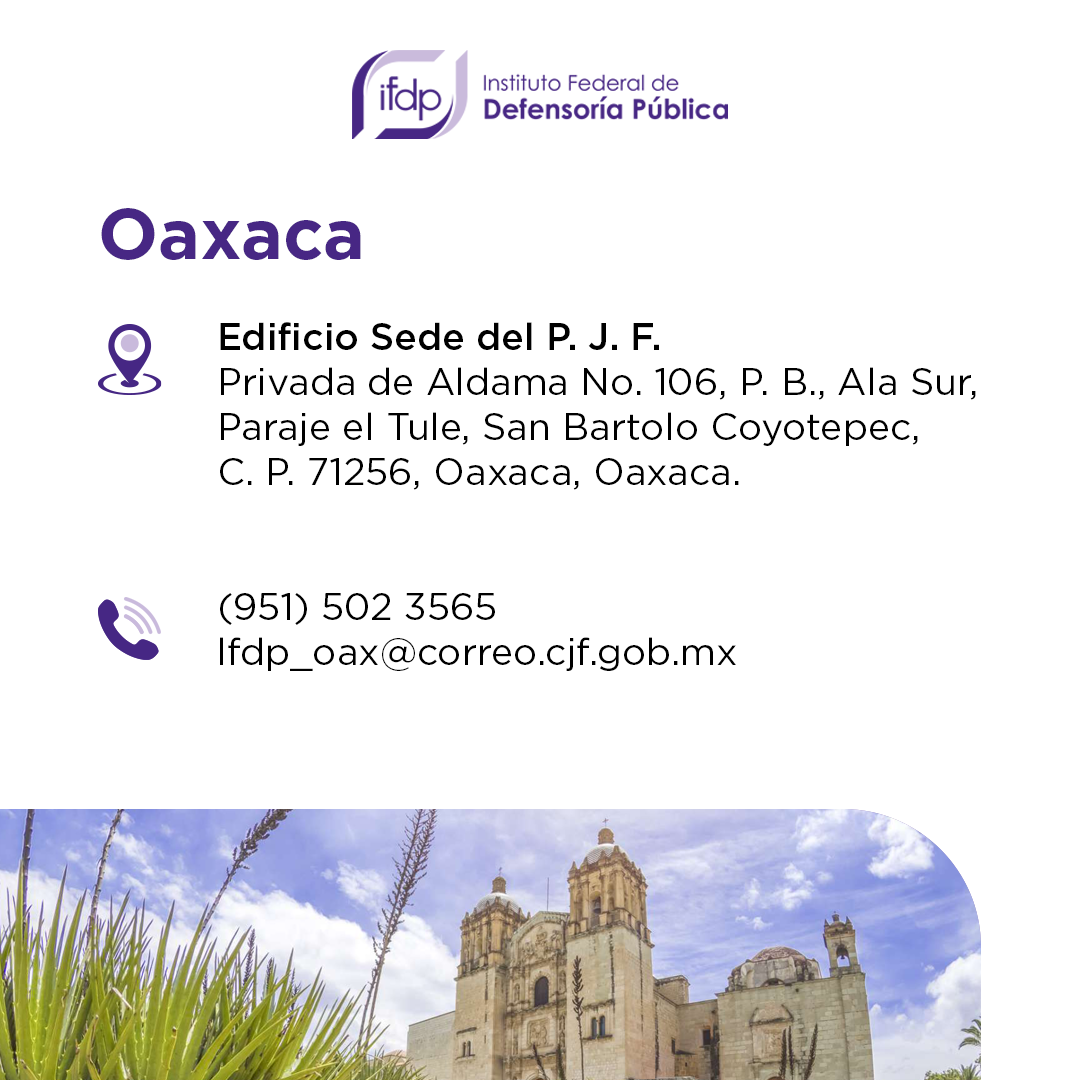 ifdp
Instituto Federal de
Defensoría Pública
Oaxaca
Edificio Sede del P. J. F.
Privada de Aldama No. 106, P. B., Ala Sur,
Paraje el Tule, San Bartolo Coyotepec,
C. P. 71256, Oaxaca, Oaxaca.
(951) 502 3565
lfdp_oax@correo.cjf.gob.mx